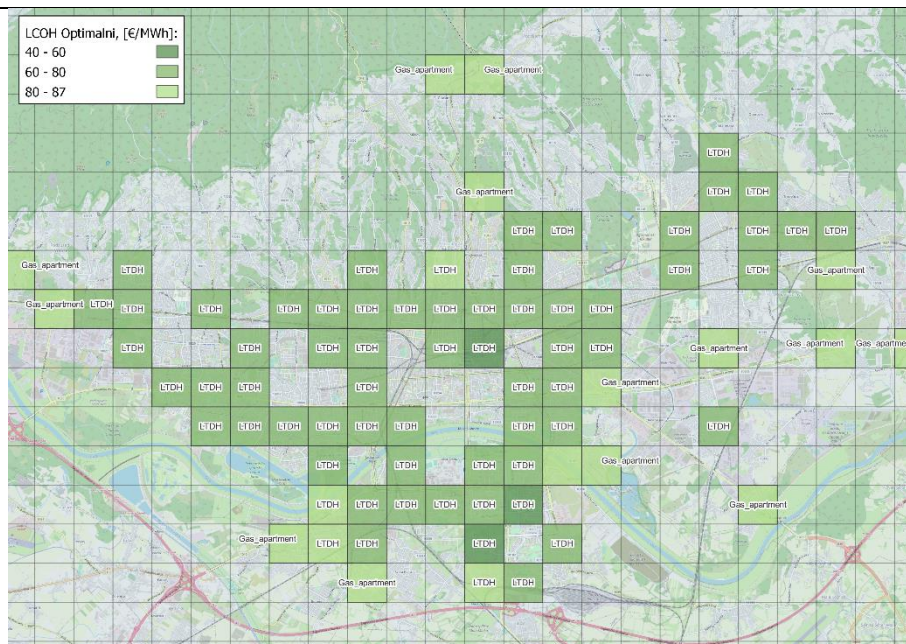 LCOH Optimalni, [€/MWh]:
40 - 60
60 - 80
80 - 87
Gas_apartment Gas_apartment
LTDH
Gas_apartment LTDH LTDH
LTDH LTDH LTDH LTDH LTDH LTDH
Gas_apartment LTDH LTDH LTDH LTDH LTDH LTDH Gas_apartment
Gas_apartment LTDH LTDH LTDH LTDH LTDH LTDH LTDH LTDH LTDH LTDH LTDH LTDH
LTDH LTDH LTDH LTDH LTDH LTDH LTDH LTDH Gas_apartment Gas_apartment Gas_apartme
LTDH LTDH LTDH LTDH LTDH LTDH Gas_apartment
LTDH LTDH LTDH LTDH LTDH LTDH LTDH LTDH LTDH
LTDH LTDH LTDH LTDH Gas_apartment
LTDH LTDH LTDH LTDH LTDH LTDH Gas_apartment
Gas_apartment LTDH LTDH LTDH LTDH
Gas_apartment LTDH LTDH